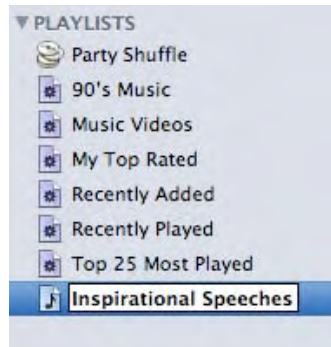 PLAYLISTS
Party Shuffle
90's Music
Music Videos
My Top Rated
Recently Added
Recently Played
Top 25 Most Played
Inspirational Speeches